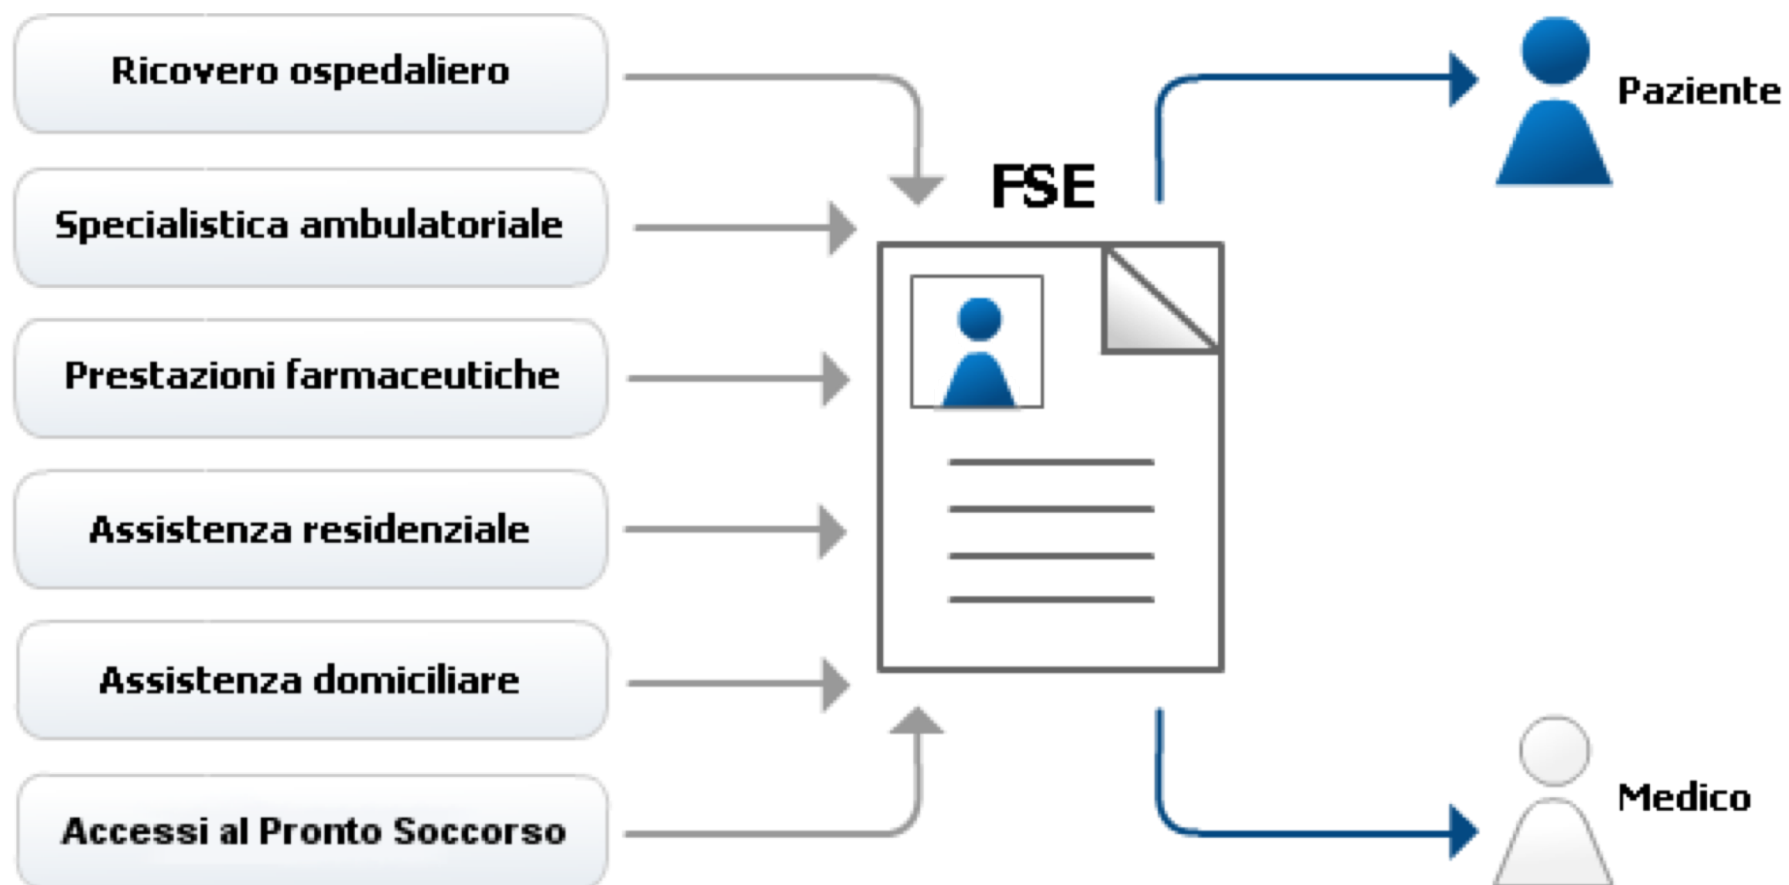 Ricovero ospedaliero
Specialistica ambulatoriale
Prestazioni farmaceutiche
Assistenza residenziale
Assistenza domiciliare
Accessi al Pronto Soccorso
FSE
Paziente
Medico